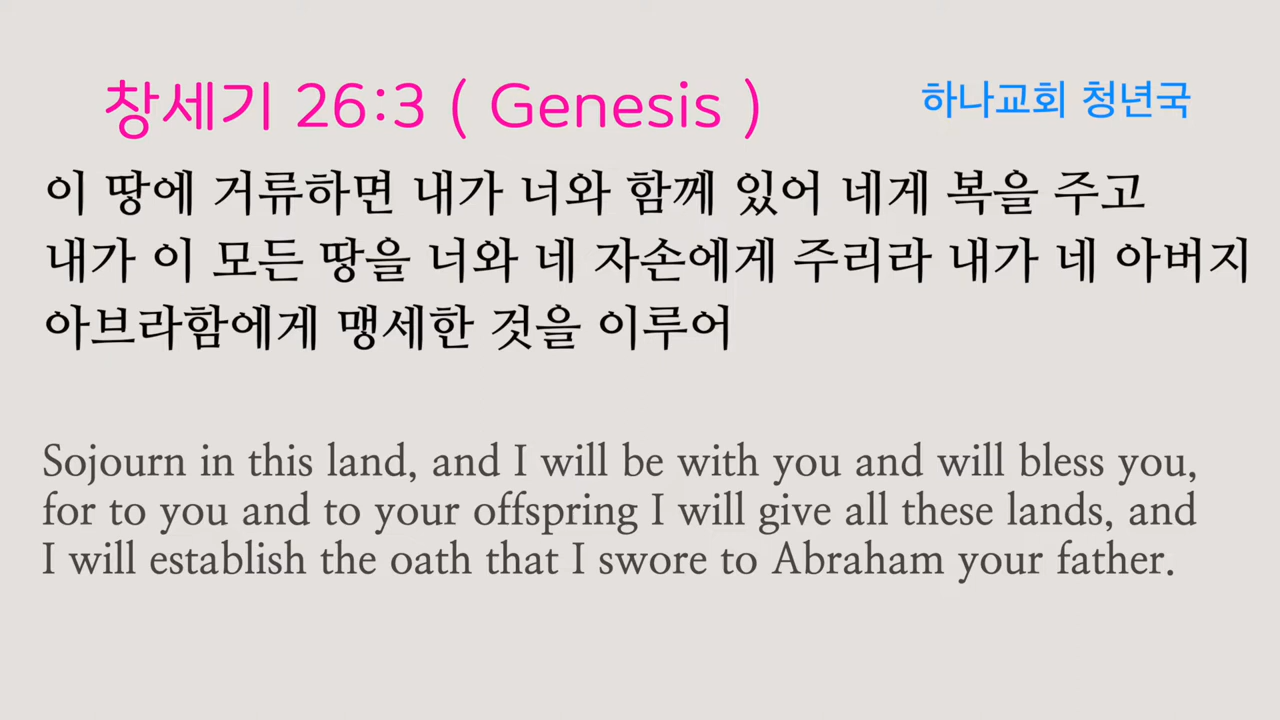 창세기 26:3 ( Genesis )
하나교회 청년국
이 땅에 거류하면 내가 너와 함께 있어 네게 복을 주고
내가 이 모든 땅을 너와 네 자손에게 주리라 내가 네 아버지
아브라함에게 맹세한 것을 이루어
Sojourn in this land, and I will be with you and will bless you,
for to you and to your offspring I will give all these lands, and
I will establish the oath that I swore to Abraham your father.